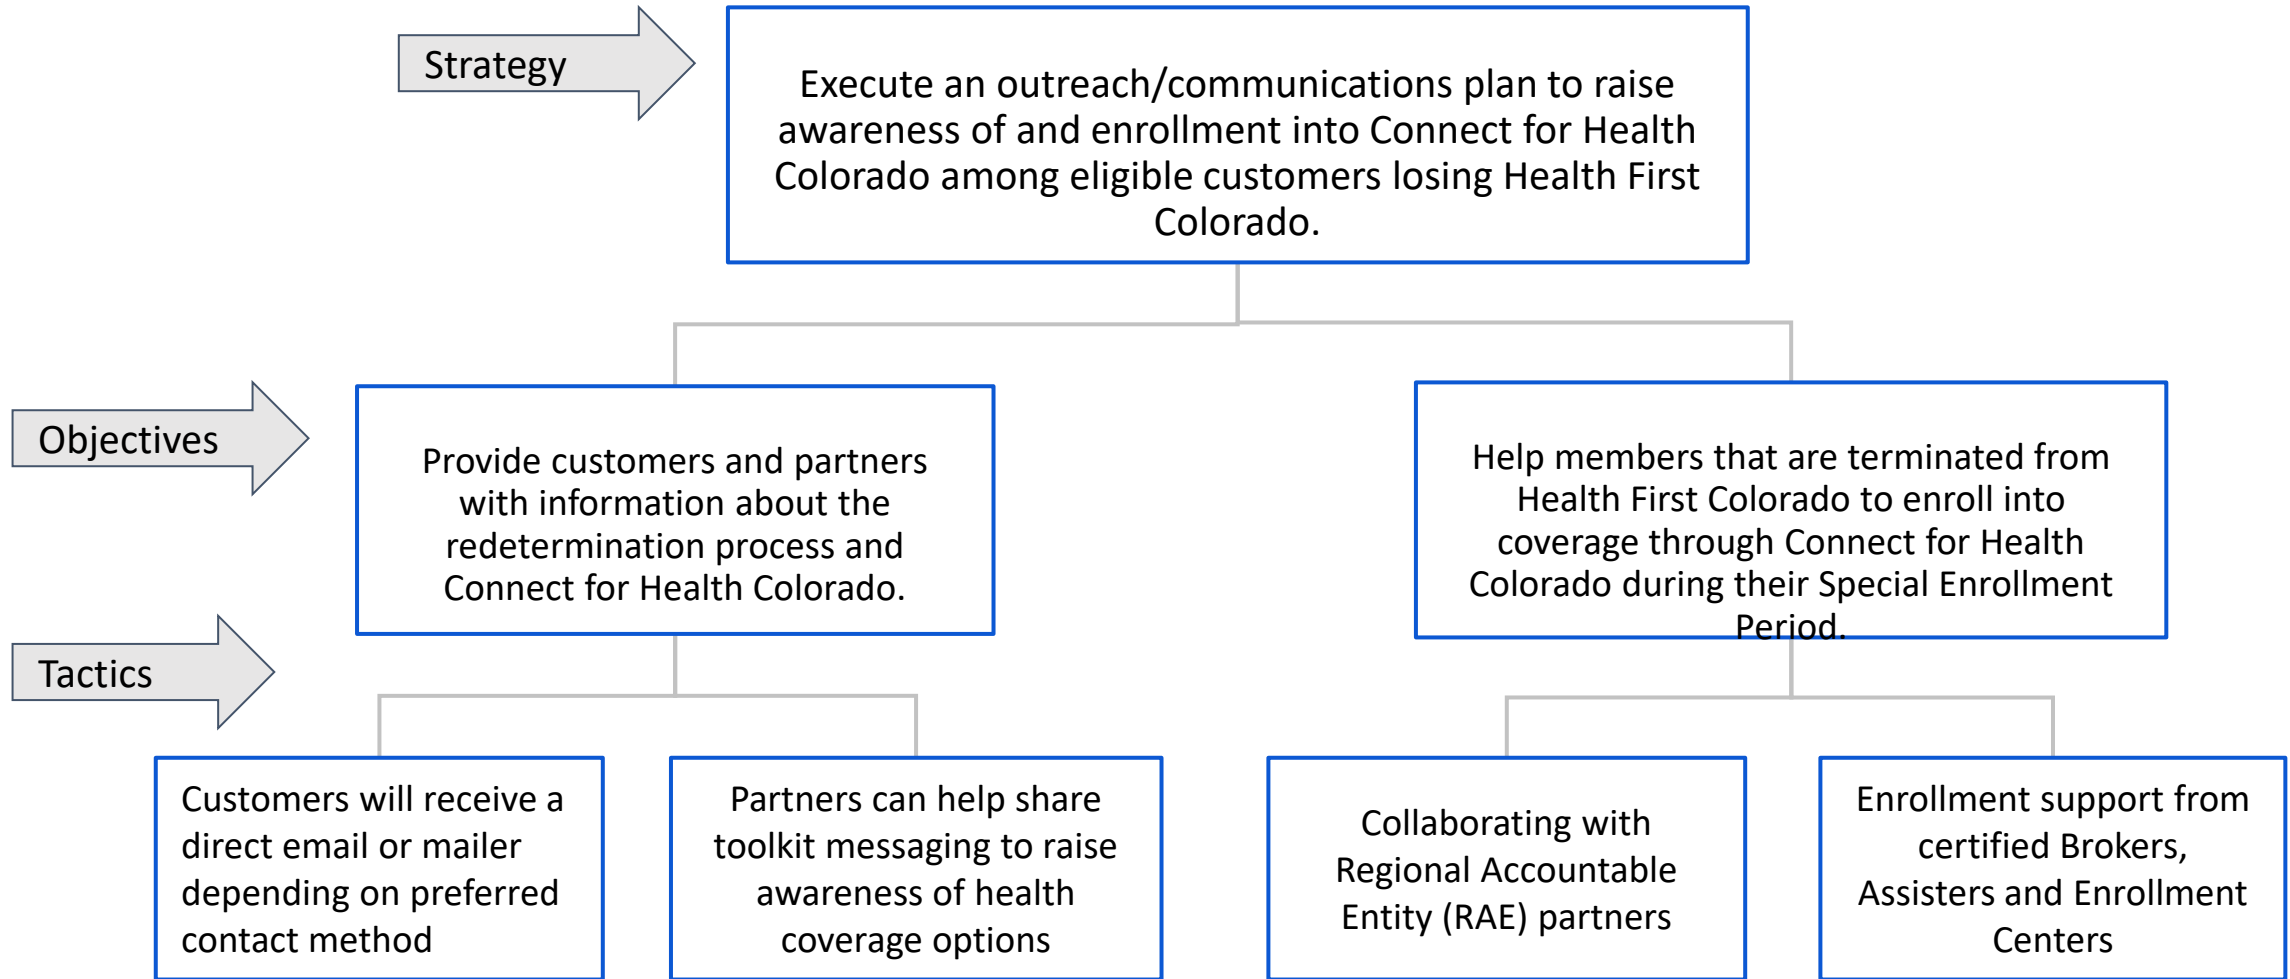 Strategy
Execute an outreach/communications plan to raise
awareness of and enrollment into Connect for Health
Colorado among eligible customers losing Health First
Colorado.
Objectives
Provide customers and partners
with information about the
redetermination process and
Connect for Health Colorado.
Help members that are terminated from
Health First Colorado to enroll into
coverage through Connect for Health
Colorado during their Special Enrollment
Period.
Tactics
Customers will receive a
direct email or mailer
depending on preferred
contact method
Partners can help share
toolkit messaging to raise
awareness of health
coverage options
Collaborating with
Regional Accountable
Entity (RAE) partners
Enrollment support from
certified Brokers,
Assisters and Enrollment
Centers